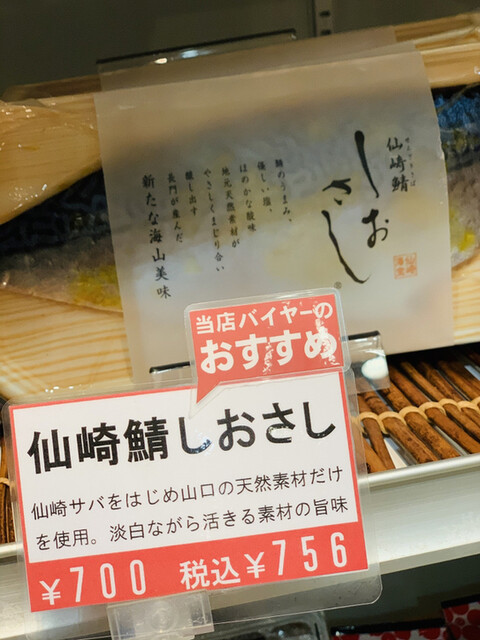 仙崎鯖
しおさし
鯖のうまみ、
優しい塩、
ほのかな酸味
地元天然素材が
やさしくまじり合い
醸し出す
長門が産んだ
新たな海山美味
当店バイヤーの
おすすめ
仙崎鯖しおさし
仙崎サバをはじめ山口の天然素材だけ
を使用。淡白ながら活きる素材の旨味
¥700 税込¥756